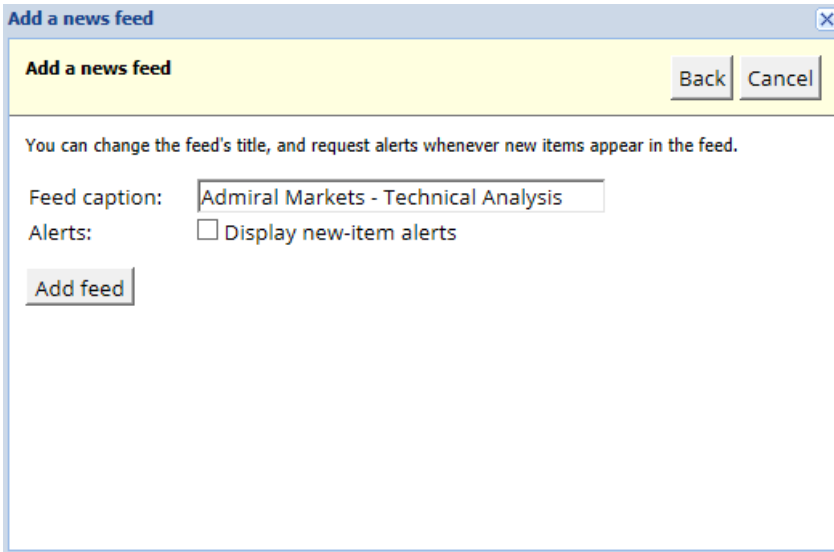 Add a news feed
Add a news feed
Back Cancel
You can change the feed's title, and request alerts whenever new items appear in the feed.
Feed caption: Admiral Markets - Technical Analysis
Alerts: Display new-item alerts
Add feed